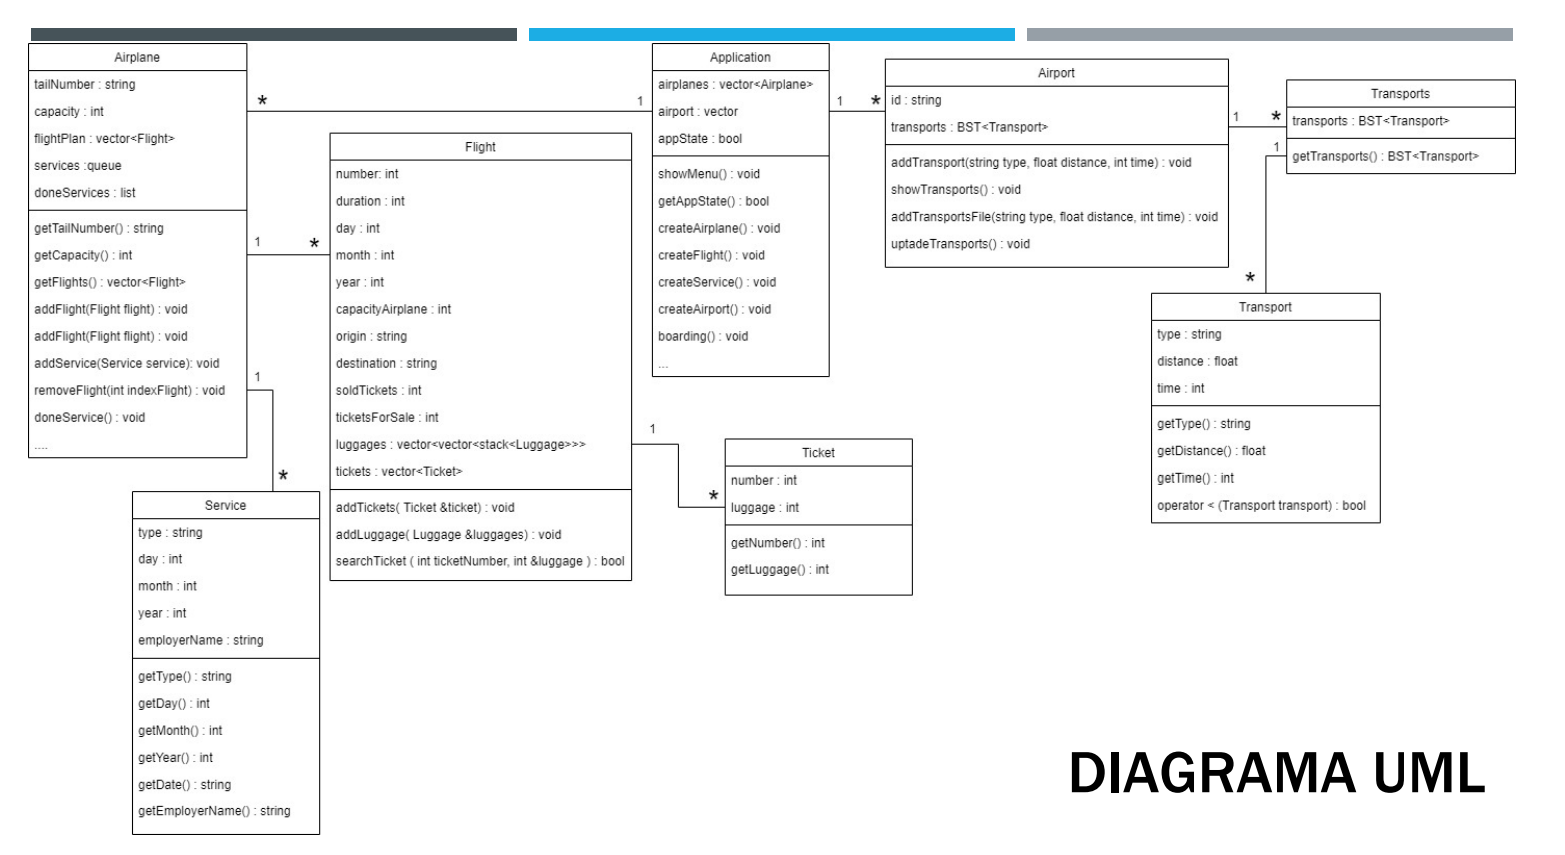 Airplane
tailNumber : string
capacity : int
flightPlan : vector<Flight>
services :queue
doneServices : list
getTailNumber() : string
getCapacity() : int
getFlights() : vector<Flight>
addFlight(Flight flight) : void
addFlight(Flight flight) : void
addService(Service service): void
removeFlight(int indexFlight) : void
doneService() : void
....
*
1
1
*
1
*
Service
type : string
day : int
month : int
year : int
employerName : string
getType() : string
getDay() : int
getMonth() : int
getYear() : int
getDate() : string
getEmployerName() : string
Flight
number: int
duration : int
day : int
month : int
year : int
capacityAirplane : int
origin : string
destination : string
soldTickets : int
ticketsForSale : int
luggages : vector<vector<stack<Luggage>>>
tickets : vector<Ticket>
addTickets( Ticket &ticket) : void
addLuggage( Luggage &luggages) : void
searchTicket ( int ticketNumber, int &luggage ) : bool
1
*
Application
airplanes : vector<Airplane>
airport : vector
appState : bool
showMenu() : void
getAppState() : bool
createAirplane() : void
createFlight() : void
createService() : void
createAirport() : void
boarding() : void
...
1
*
Ticket
number : int
luggage : int
getNumber() : int
getLuggage() : int
Airport
id : string
transports : BST<Transport>
addTransport(string type, float distance, int time) : void
showTransports() : void
addTransportsFile(string type, float distance, int time) : void
uptadeTransports() : void
1
*
Transports
transports : BST<Transport>
getTransports() : BST<Transport>
1
*
Transport
type : string
distance : float
time : int
getType() : string
getDistance() : float
getTime() : int
operator < (Transport transport) : bool
DIAGRAMA UML